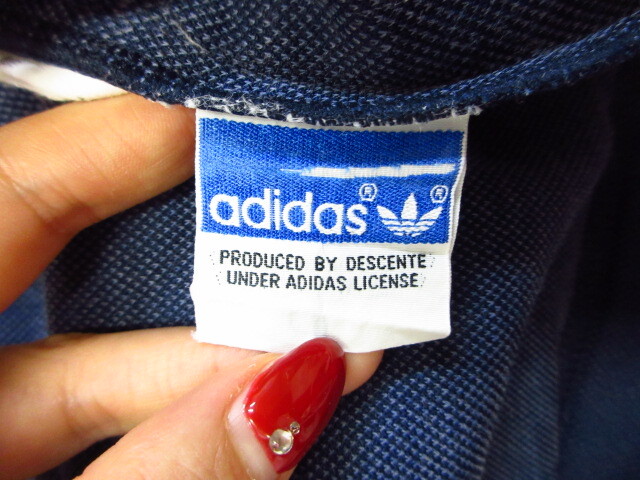 adidas® ®
PRODUCED BY DESCENTE
UNDER ADIDAS LICENSE